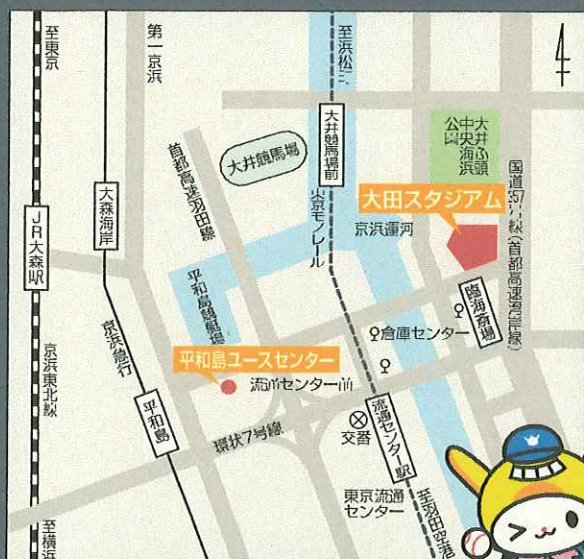 至東京
第一京浜
至浜松
大井競馬場前
大井ふ頭
中央海浜
公園
大井競馬場
首都高速羽田線
大田スタジアム
国道357号線(首都高速湾岸線)
JR大森駅
大森海岸
東京モノレール
京浜運河
平和島競艇場
臨海斎場
倉庫センター
京浜急行
平和島ユースセンター
流通センター前
京浜東北線
平和島
環状7号線
交番
流通センター駅
東京流通
センター
至羽田空港
至横浜